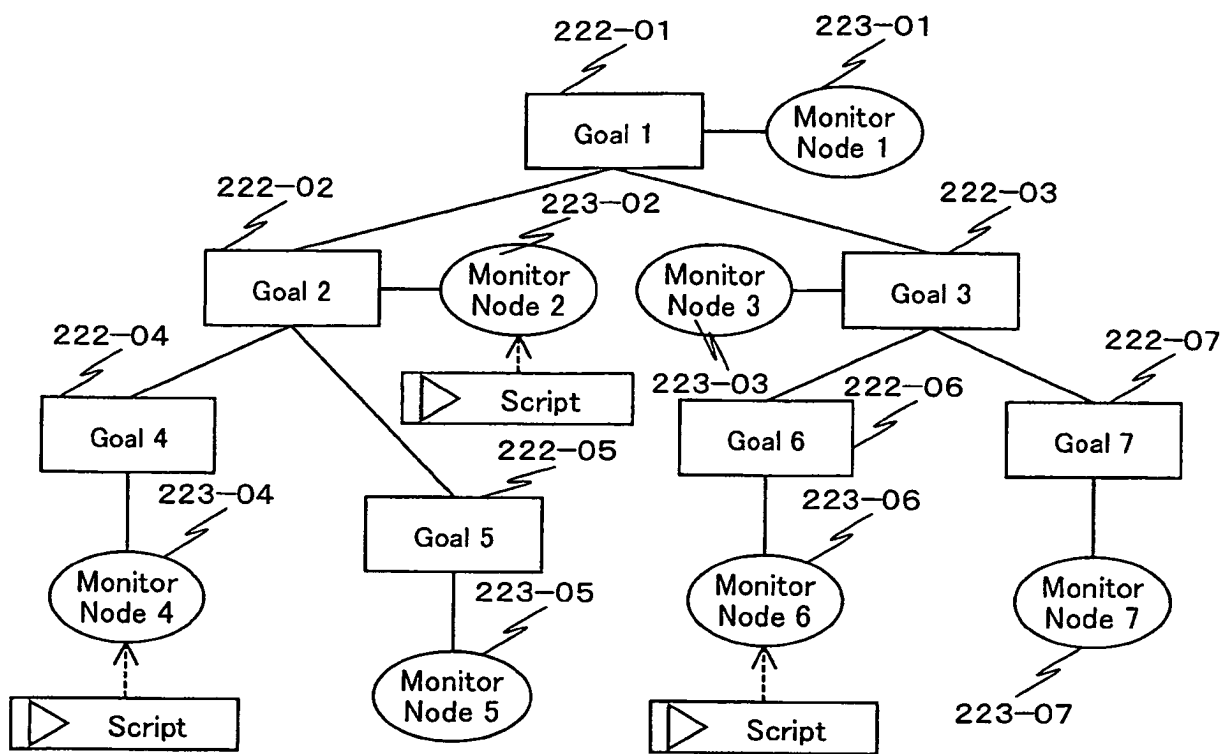 222-01
223-01
Goal 1
Monitor
Node 1
222-02
223-02
222-03
Goal 2
Monitor
Node 2
Monitor
Node 3
Goal 3
222-04
222-07
223-03
222-06
Script
Goal 4
Goal 6
Goal 7
222-05
223-04
223-06
Goal 5
Monitor
Node 4
223-05
Monitor
Node 6
Monitor
Node 7
Monitor
Node 5
Script
Script
223-07